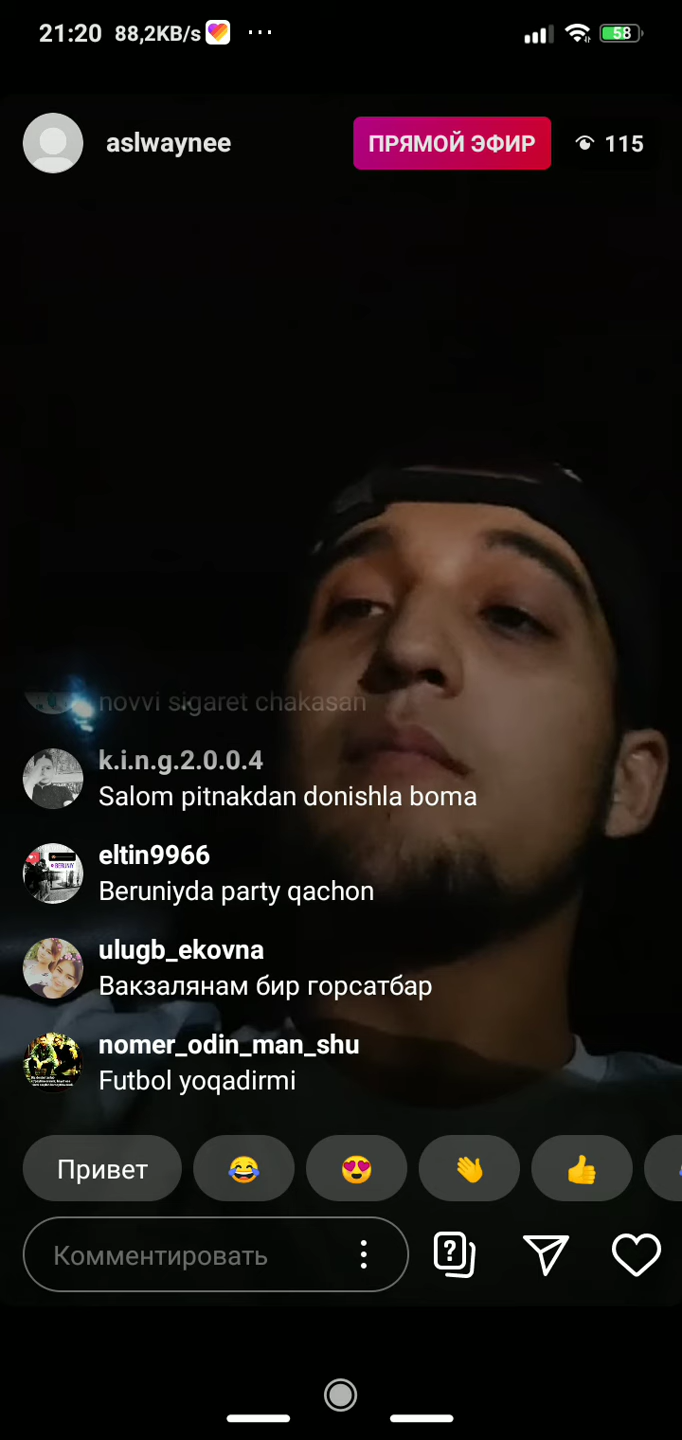 21:20 88,2KB/s ... 58
aslwaynee ПРЯМОЙ ЭФИР 115
novvi sigaret chakasan
k.i.n.g.2.0.0.4
Salom pitnakdan donishla boma
eltin9966
Beruniyda party qachon
ulugb_ekovna
Вакзалянам бир горсатбар
nomer_odin_man_shu
Futbol yoqadirmi
Привет
Комментировать